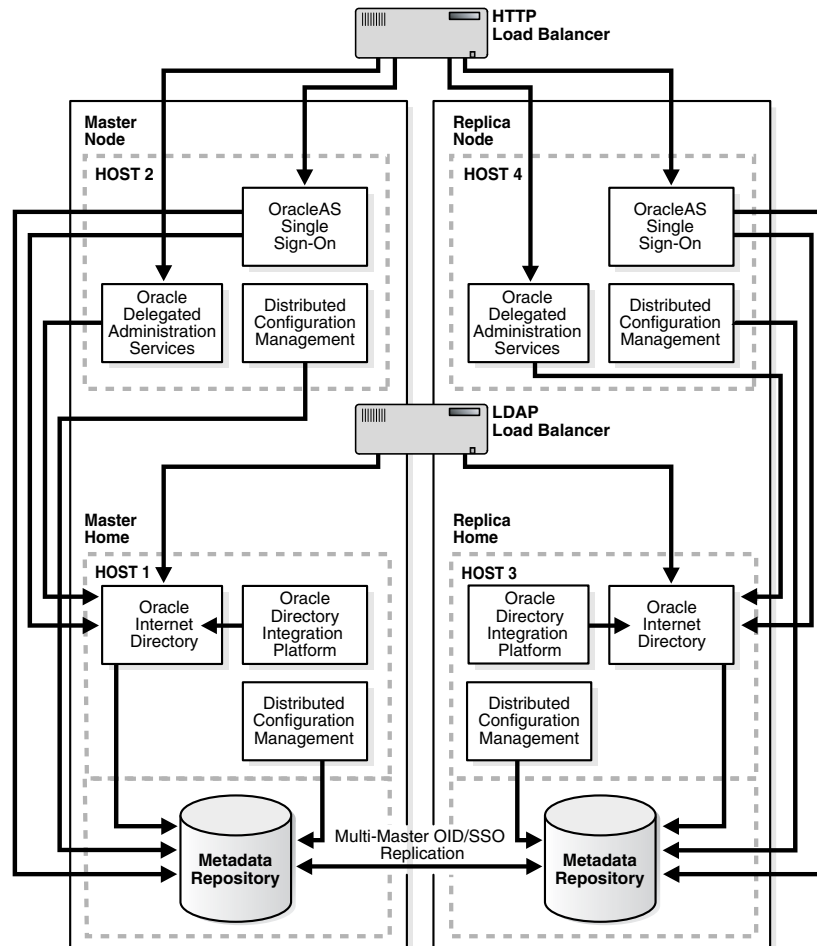 HTTP
Load Balancer
Master
Node
HOST 2
OracleAS
Single
Sign-On
Oracle
Delegated
Administration
Services
Distributed
Configuration
Management
Replica
Node
HOST 4
OracleAS
Single
Sign-On
Oracle
Delegated
Administration
Services
Distributed
Configuration
Management
LDAP
Load Balancer
Master
Home
HOST 1
Oracle
Internet
Directory
Oracle
Directory
Integration
Platform
Distributed
Configuration
Management
Metadata
Repository
Multi-Master OID/SSO
Replication
Replica
Home
HOST 3
Oracle
Directory
Integration
Platform
Oracle
Internet
Directory
Distributed
Configuration
Management
Metadata
Repository